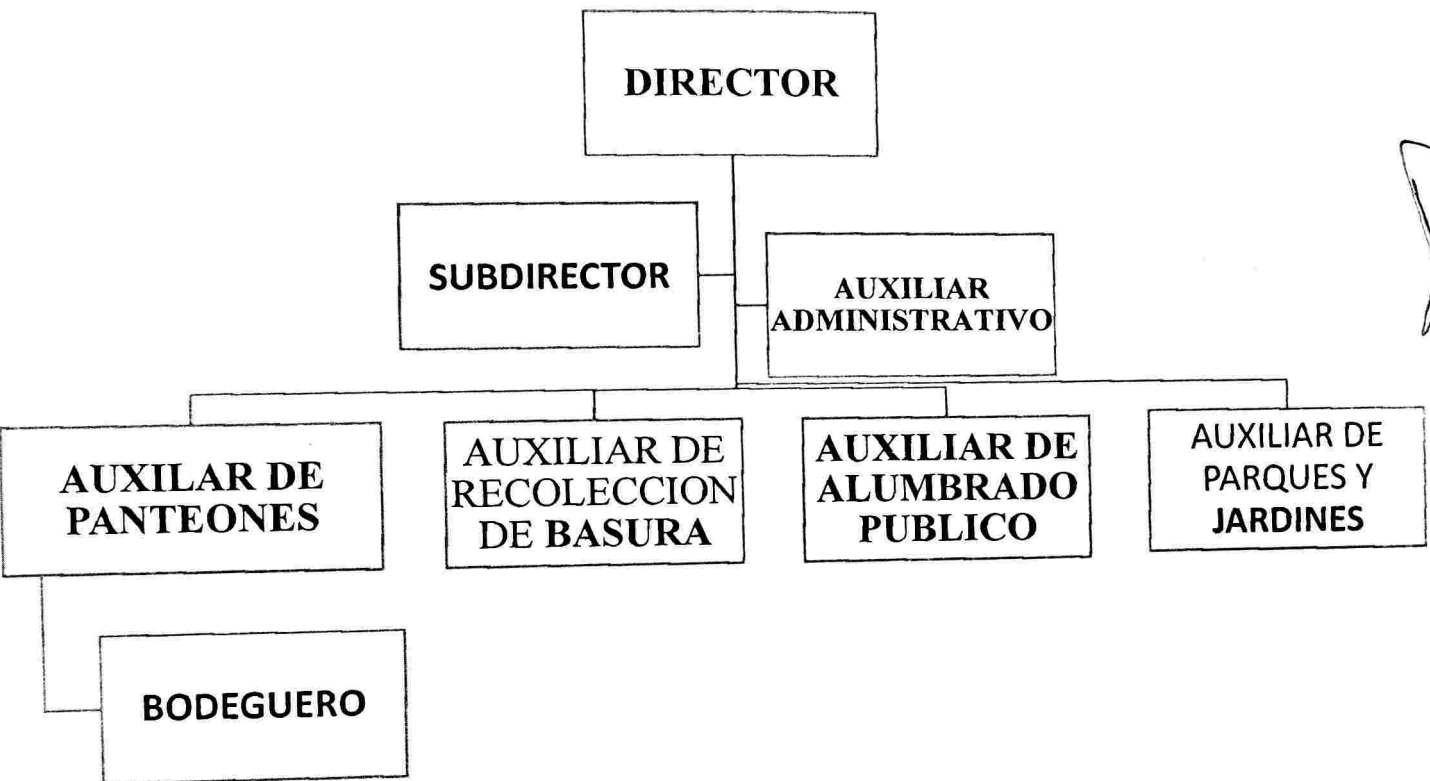 DIRECTOR
SUBDIRECTOR
AUXILIAR
ADMINISTRATIVO
AUXILAR DE
PANTEONES
AUXILIAR DE
RECOLECCION
DE BASURA
AUXILIAR DE
ALUMBRADO
PUBLICO
AUXILIAR DE
PARQUES Y
JARDINES
BODEGUERO